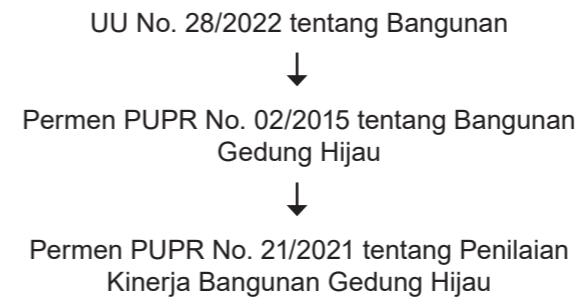 UU No. 28/2022 tentang Bangunan
Permen PUPR No. 02/2015 tentang Bangunan
Gedung Hijau
Permen PUPR No. 21/2021 tentang Penilaian
Kinerja Bangunan Gedung Hijau